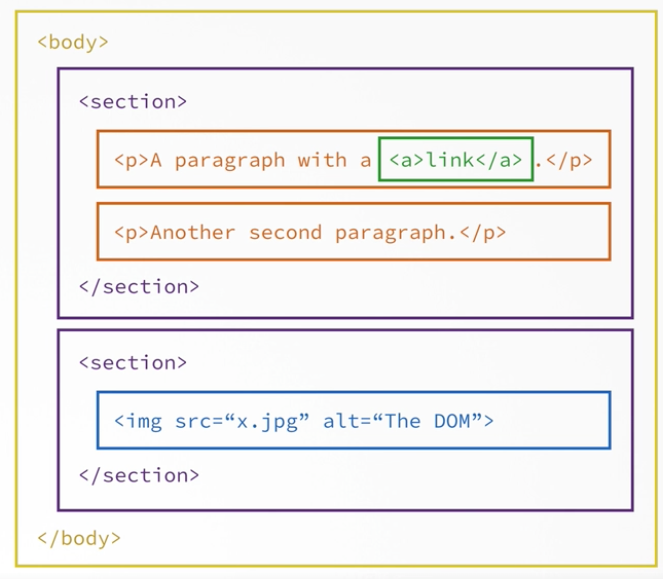 <body>
<section>
<p>A paragraph with a <a>link</a>.</p>
<p>Another second paragraph.</p>
</section>
<section>
<img src=“x.jpg” alt=“The DOM”>
</section>
</body>